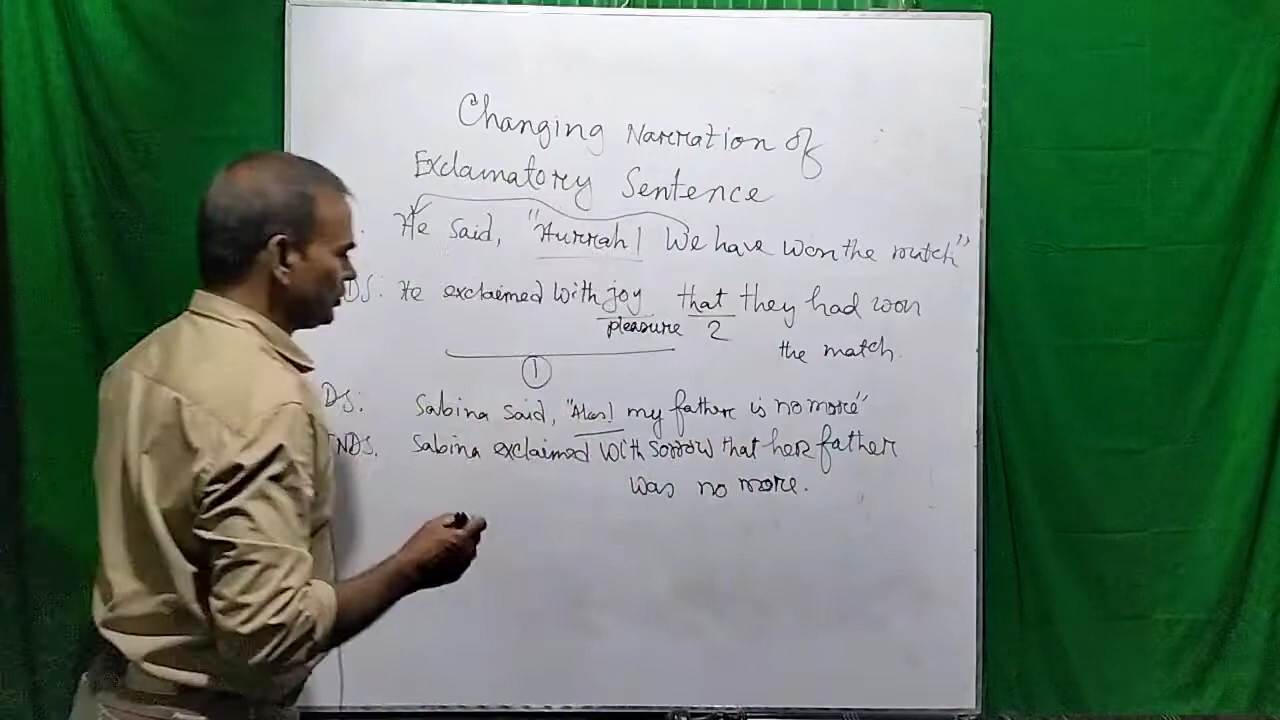 Changing Narration of
Exclamatory Sentence
He said, "Hurrah! We have won the match"
DS. He exclaimed with joy that they had won
pleasure 2
the match.
1
DS: Sabina said, "Alas! my father is no more"
INDS. Sabina exclaimed with sorrow that her father
was no more.